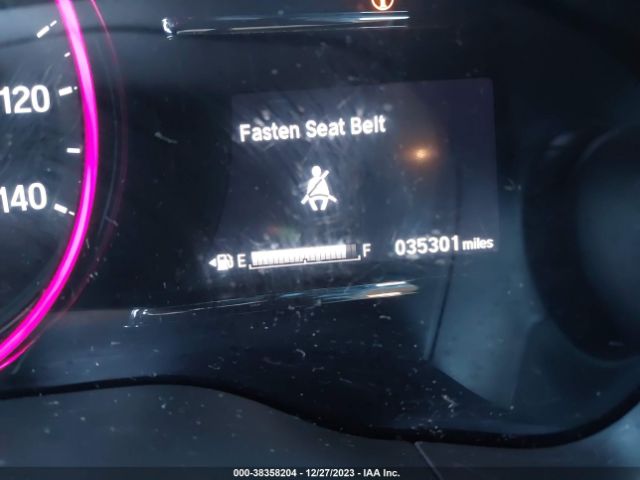 120
Fasten Seat Belt
140
E F 035301 miles
000-38358204 - 12/27/2023 - IAA Inc.